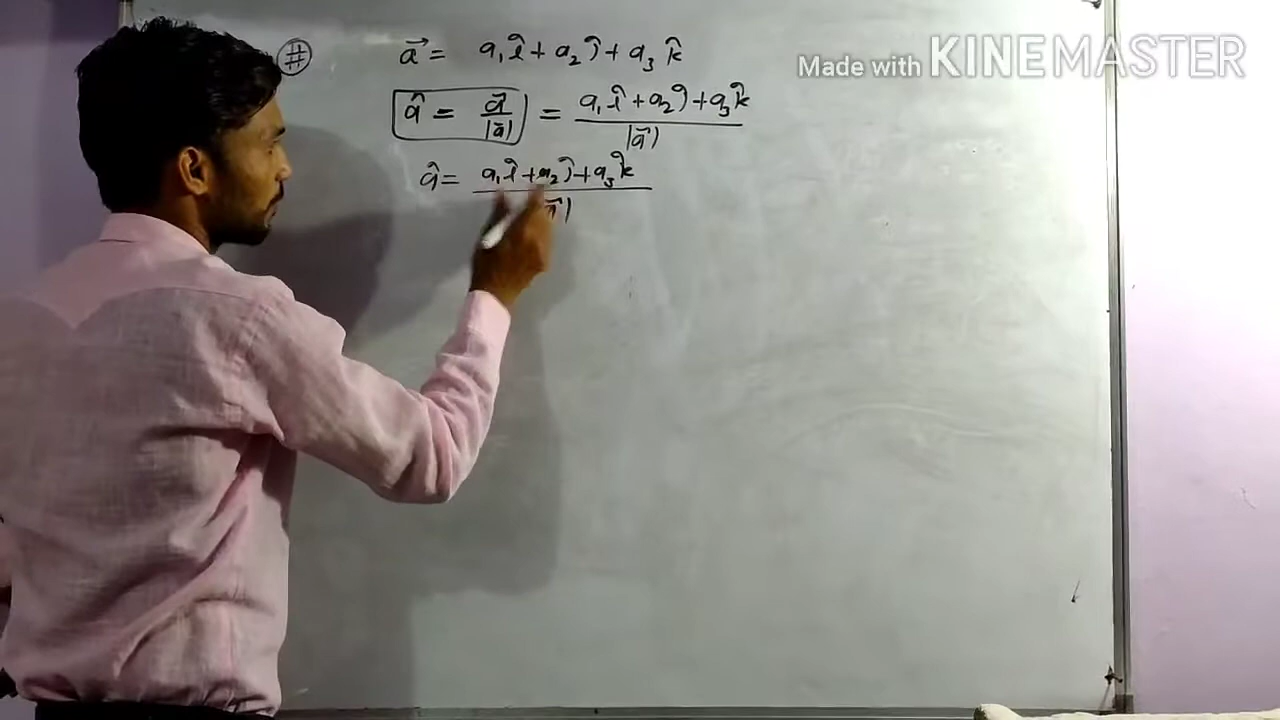 # a⃗ = a₁î + a₂ĵ + a₃k̂
Made with KINEMASTER
â = a⃗/|a⃗| = (a₁î + a₂ĵ + a₃k̂)/|a⃗|
â = (a₁î + a₂ĵ + a₃k̂)/|a⃗|